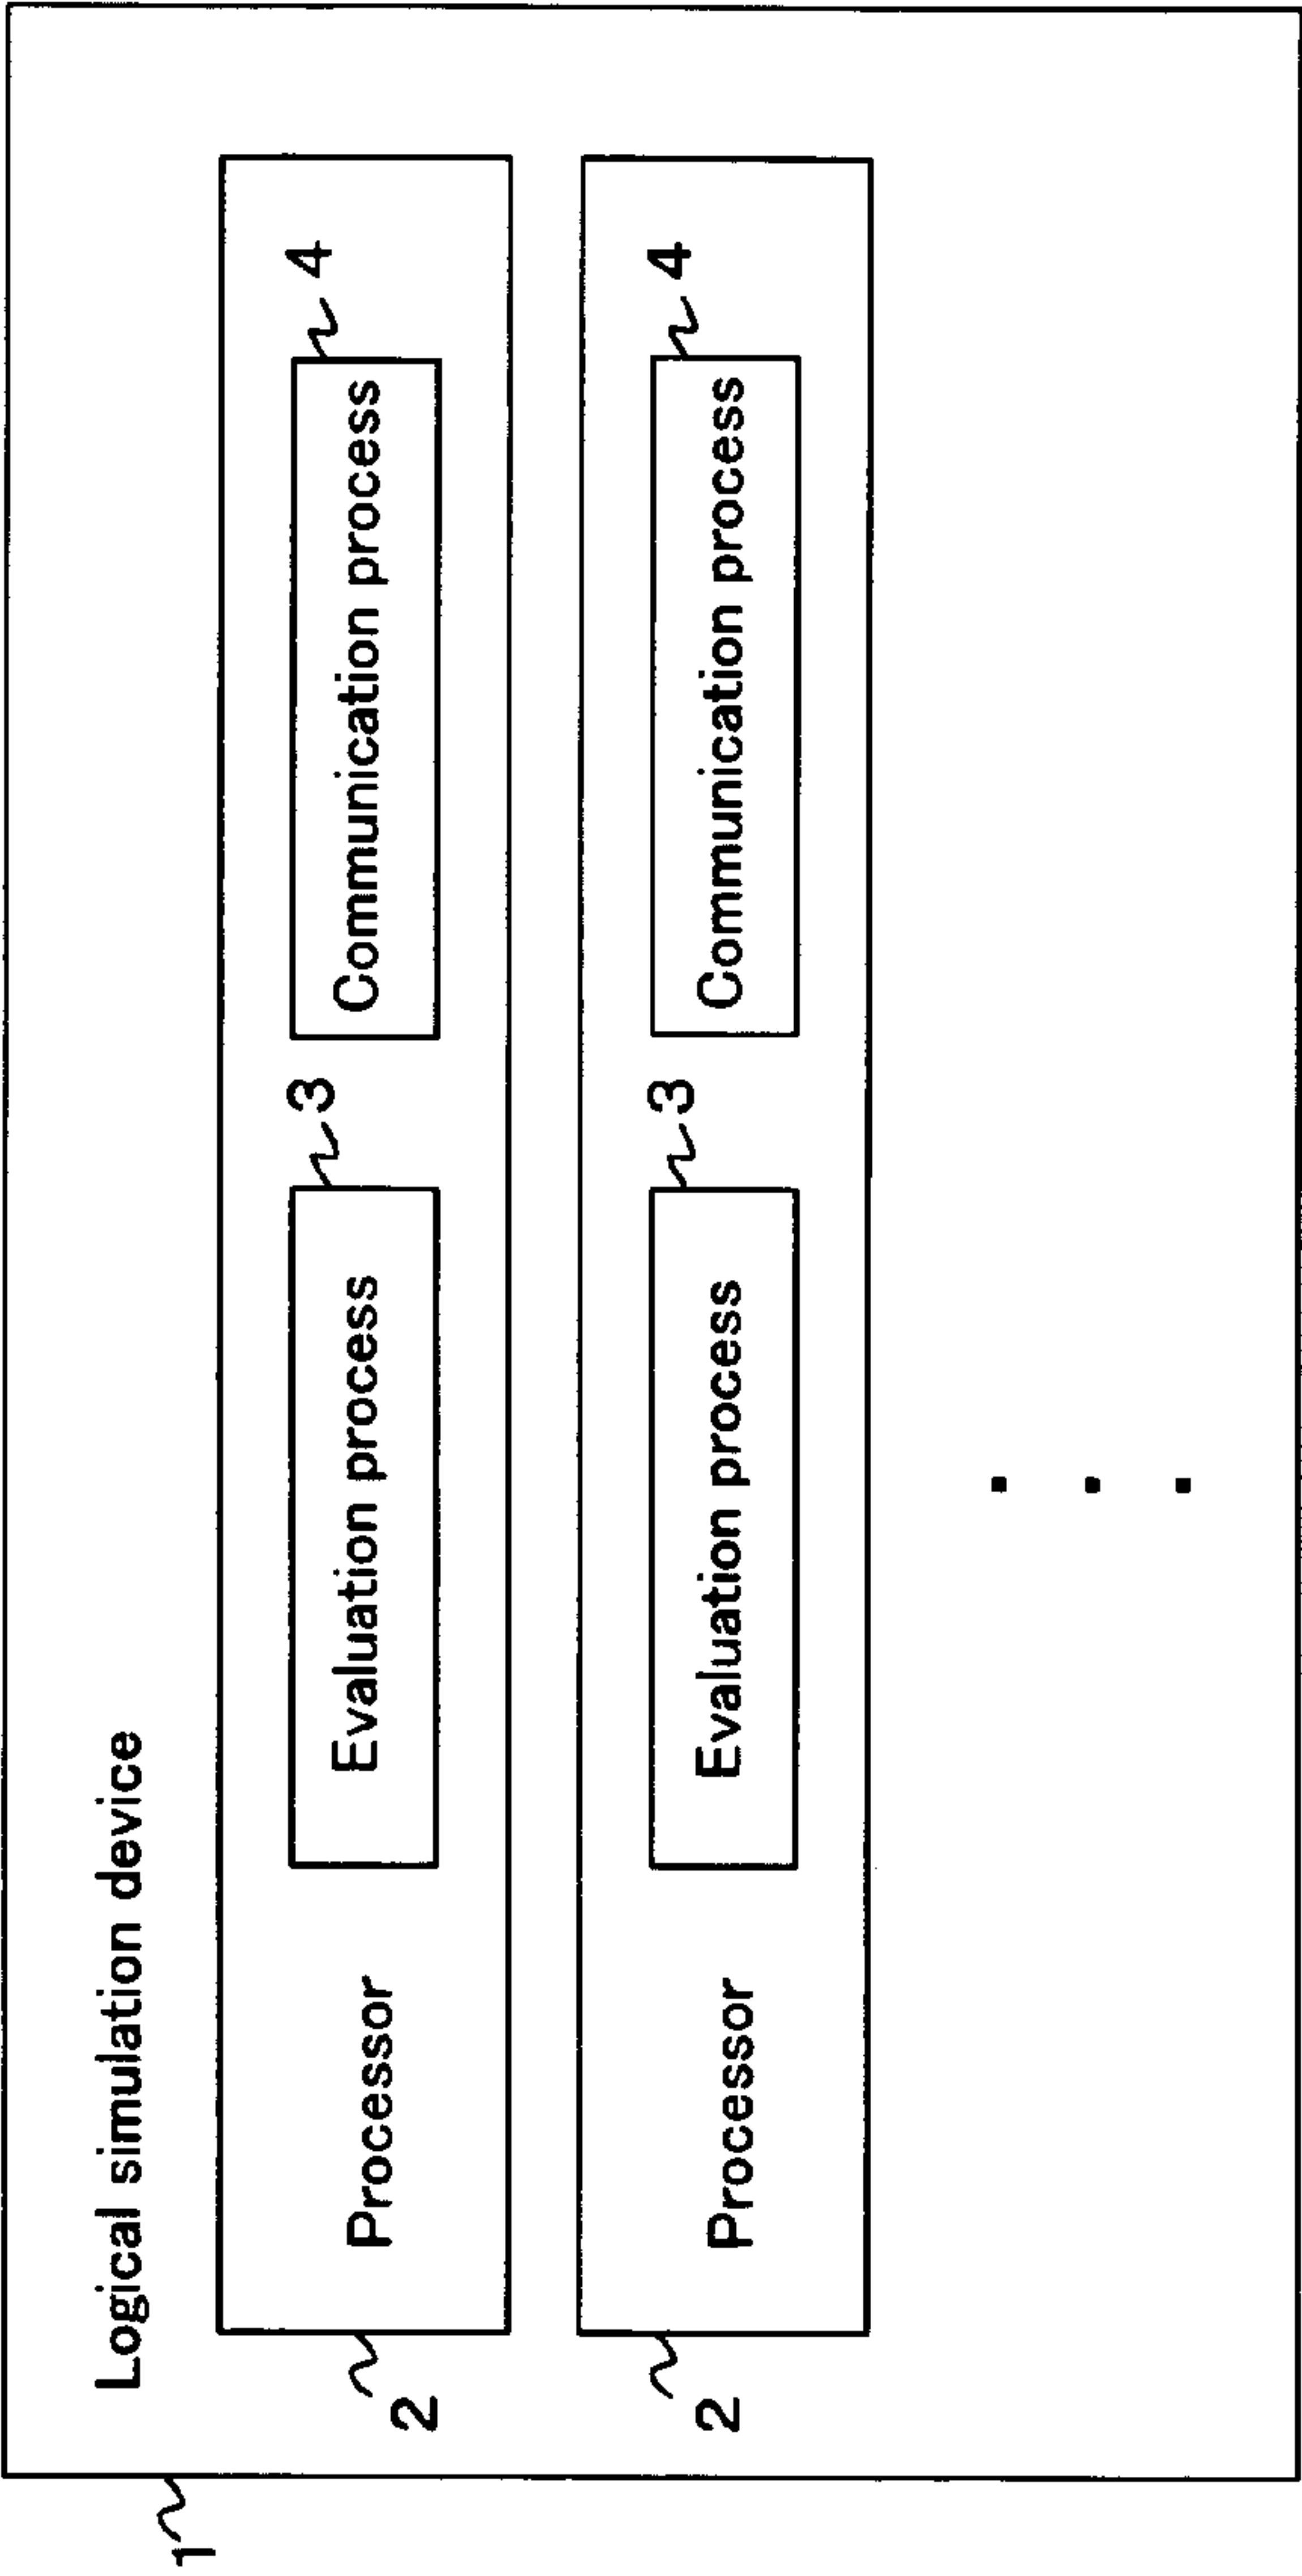 1
Logical simulation device
2
Processor
Evaluation process
3
Communication process
4
2
Processor
Evaluation process
3
Communication process
4